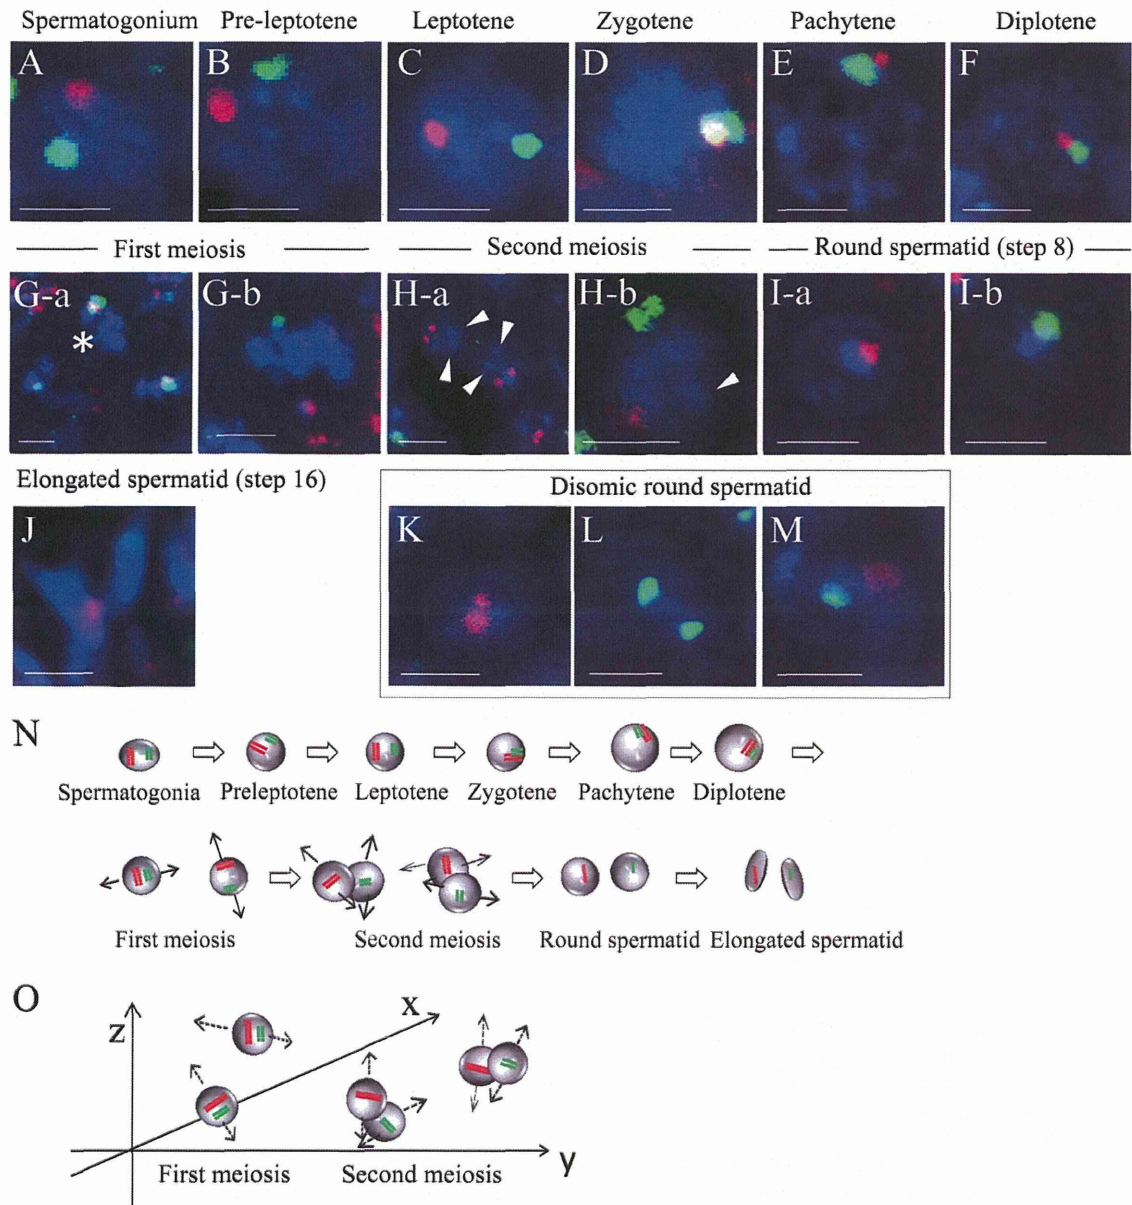 Spermatogonium Pre-leptotene Leptotene Zygotene Pachytene Diplotene
A B C D E F
First meiosis Second meiosis Round spermatid (step 8)
G-a G-b H-a H-b I-a I-b
*
Elongated spermatid (step 16) Disomic round spermatid
J K L M
N
Spermatogonia Preleptotene Leptotene Zygotene Pachytene Diplotene
First meiosis Second meiosis Round spermatid Elongated spermatid
O
z x
y
First meiosis Second meiosis